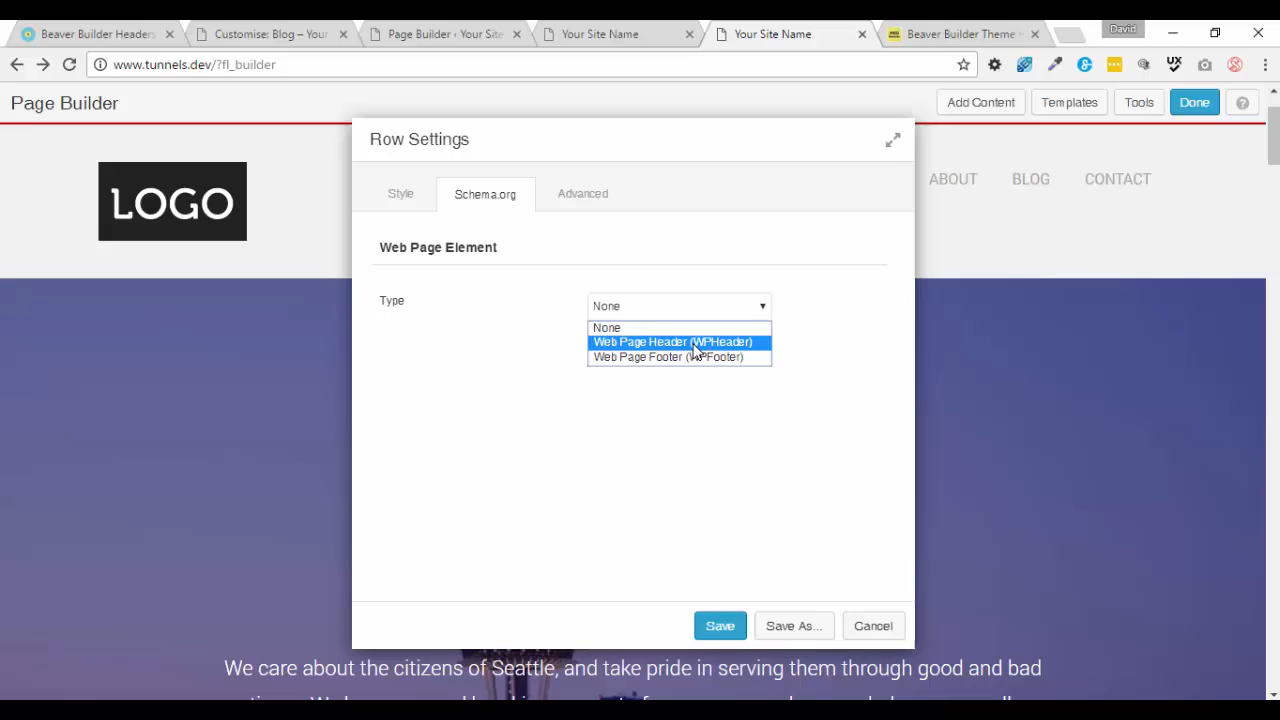 Beaver Builder Headers
Customise: Blog – Your
Page Builder ‹ Your Site
Your Site Name
Your Site Name
Beaver Builder Theme
David
www.tunnels.dev/?fl_builder
UX
Page Builder
Add Content
Templates
Tools
Done
?
Row Settings
LOGO
ABOUT
BLOG
CONTACT
Style
Schema.org
Advanced
Web Page Element
Type
None
None
Web Page Header (WPHeader)
Web Page Footer (WPFooter)
Save
Save As...
Cancel
We care about the citizens of Seattle, and take pride in serving them through good and bad